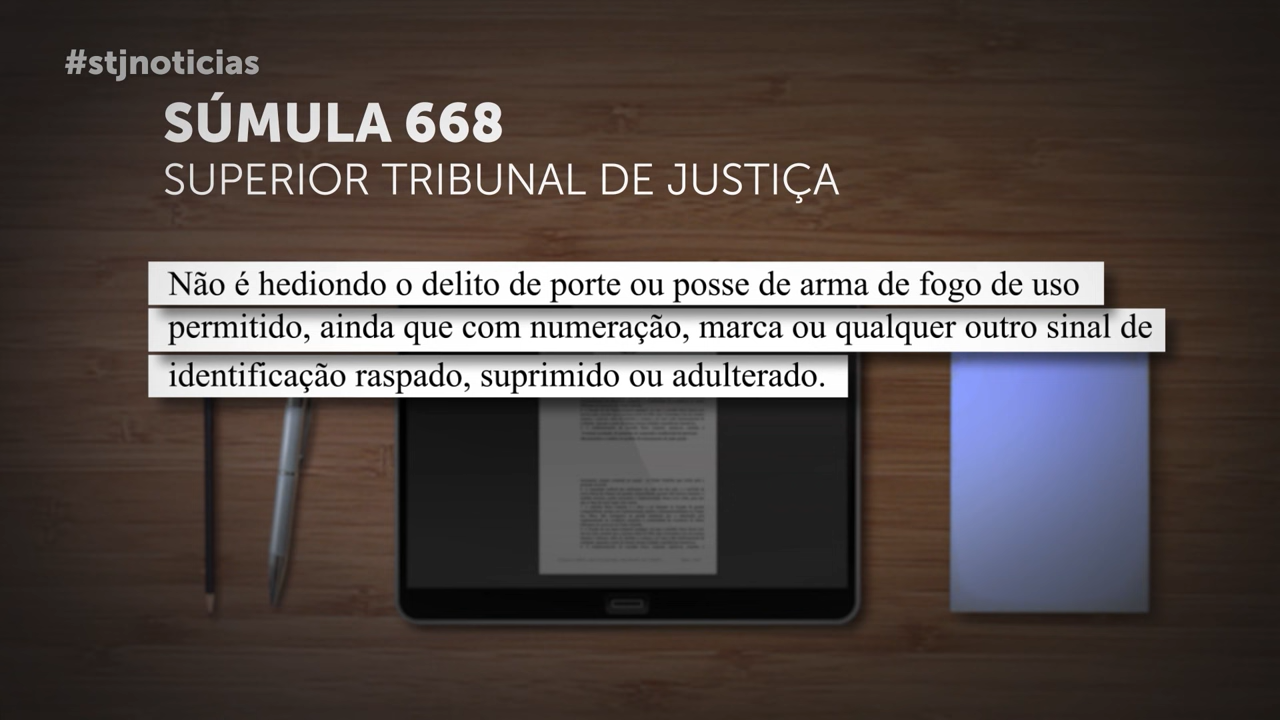 #stjnoticias
SÚMULA 668
SUPERIOR TRIBUNAL DE JUSTIÇA
Não é hediondo o delito de porte ou posse de arma de fogo de uso
permitido, ainda que com numeração, marca ou qualquer outro sinal de
identificação raspado, suprimido ou adulterado.